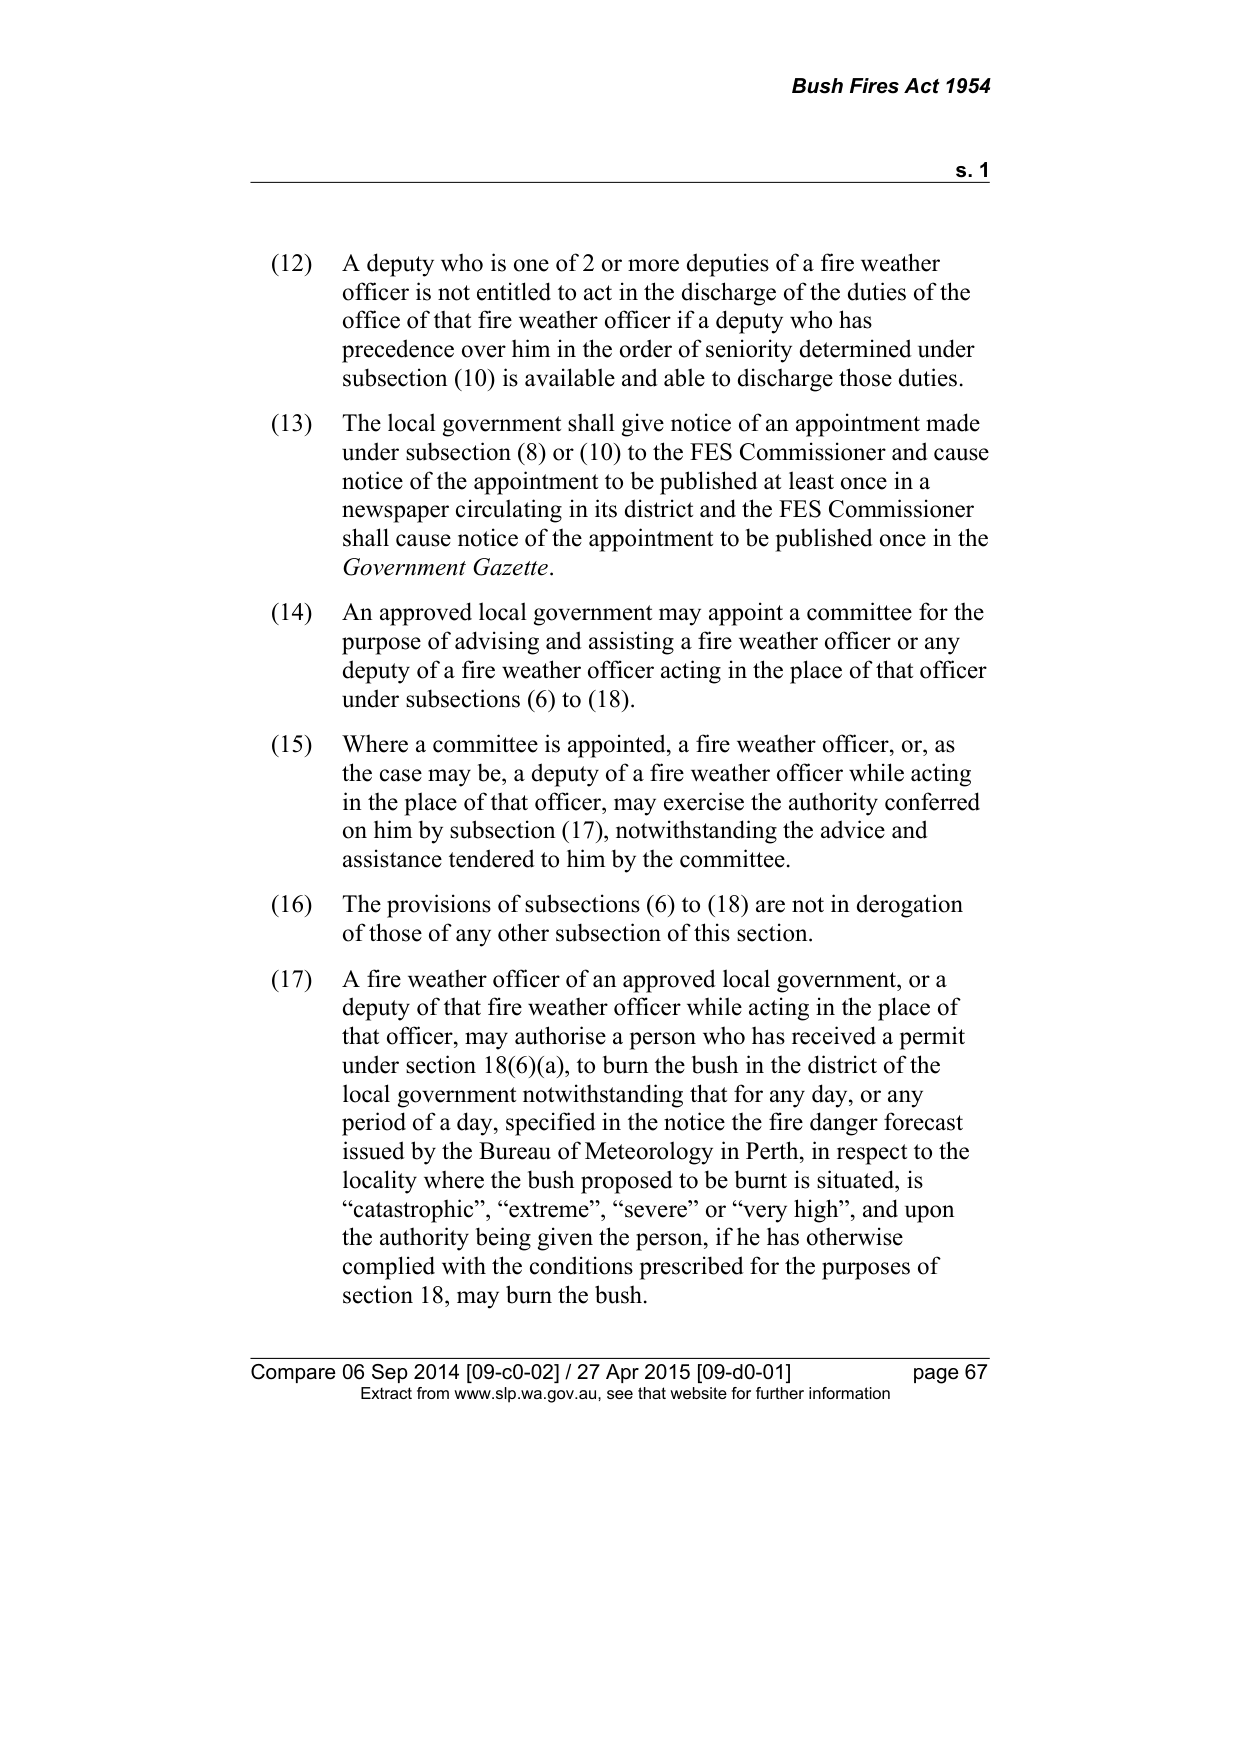 Bush Fires Act 1954
s. 1
(12) A deputy who is one of 2 or more deputies of a fire weather
officer is not entitled to act in the discharge of the duties of the
office of that fire weather officer if a deputy who has
precedence over him in the order of seniority determined under
subsection (10) is available and able to discharge those duties.
(13) The local government shall give notice of an appointment made
under subsection (8) or (10) to the FES Commissioner and cause
notice of the appointment to be published at least once in a
newspaper circulating in its district and the FES Commissioner
shall cause notice of the appointment to be published once in the
Government Gazette.
(14) An approved local government may appoint a committee for the
purpose of advising and assisting a fire weather officer or any
deputy of a fire weather officer acting in the place of that officer
under subsections (6) to (18).
(15) Where a committee is appointed, a fire weather officer, or, as
the case may be, a deputy of a fire weather officer while acting
in the place of that officer, may exercise the authority conferred
on him by subsection (17), notwithstanding the advice and
assistance tendered to him by the committee.
(16) The provisions of subsections (6) to (18) are not in derogation
of those of any other subsection of this section.
(17) A fire weather officer of an approved local government, or a
deputy of that fire weather officer while acting in the place of
that officer, may authorise a person who has received a permit
under section 18(6)(a), to burn the bush in the district of the
local government notwithstanding that for any day, or any
period of a day, specified in the notice the fire danger forecast
issued by the Bureau of Meteorology in Perth, in respect to the
locality where the bush proposed to be burnt is situated, is
“catastrophic”, “extreme”, “severe” or “very high”, and upon
the authority being given the person, if he has otherwise
complied with the conditions prescribed for the purposes of
section 18, may burn the bush.
Compare 06 Sep 2014 [09-c0-02] / 27 Apr 2015 [09-d0-01] page 67
Extract from www.slp.wa.gov.au, see that website for further information